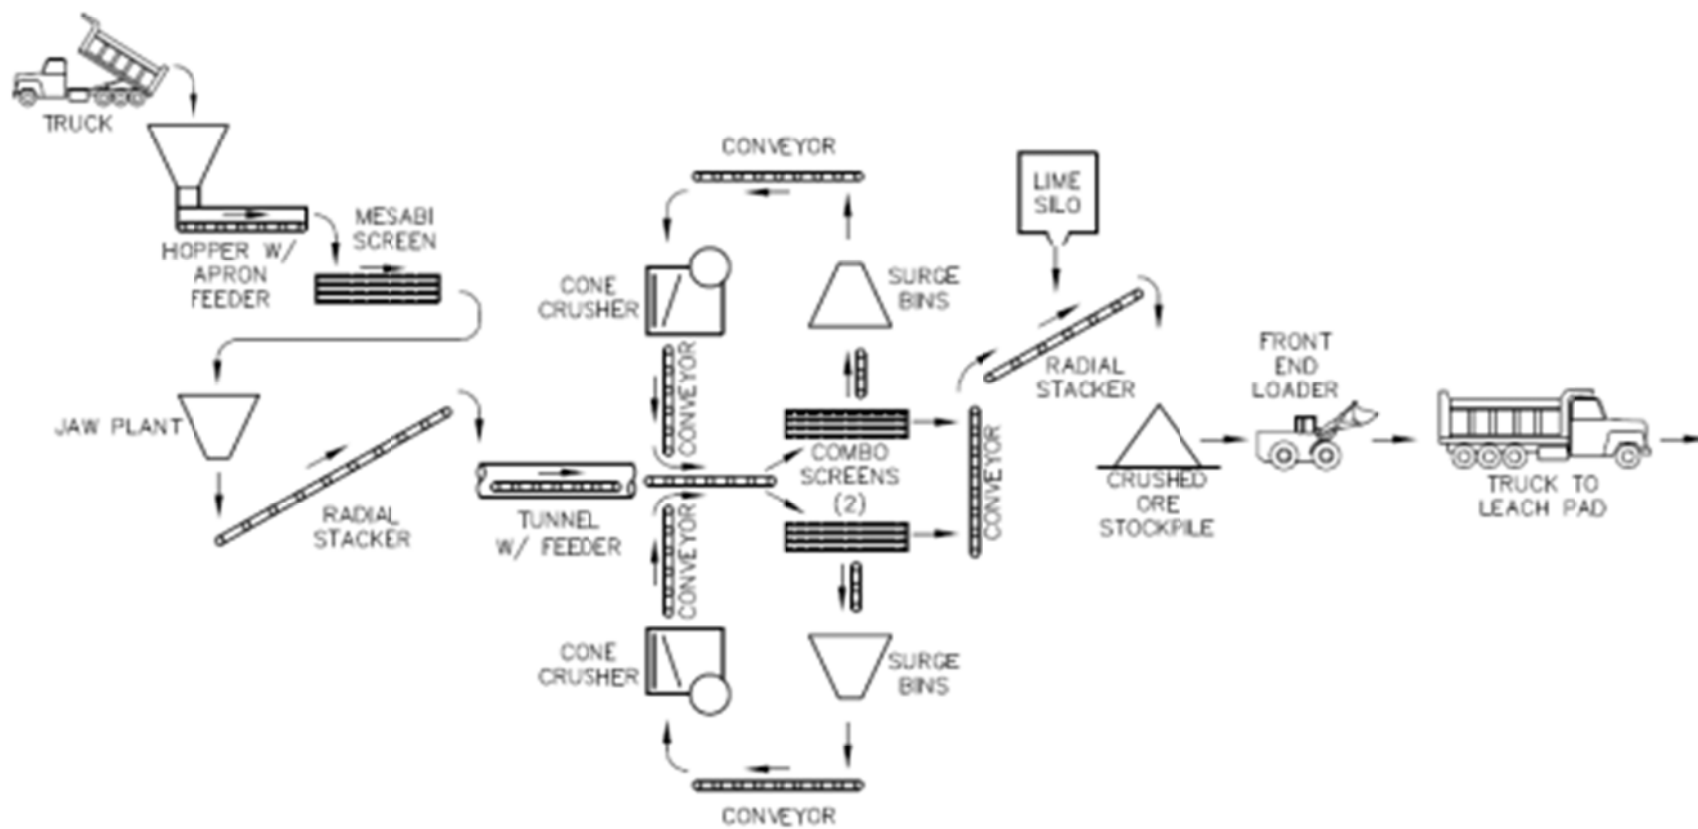 TRUCK
HOPPER W/
APRON
FEEDER
MESABI
SCREEN
JAW PLANT
RADIAL
STACKER
TUNNEL
W/ FEEDER
CONVEYOR
CONE
CRUSHER
CONVEYOR
SURGE
BINS
COMBO
SCREENS
(2)
CONVEYOR
CONE
CRUSHER
SURGE
BINS
CONVEYOR
CONVEYOR
LIME
SILO
RADIAL
STACKER
CRUSHED
ORE
STOCKPILE
FRONT
END
LOADER
TRUCK TO
LEACH PAD